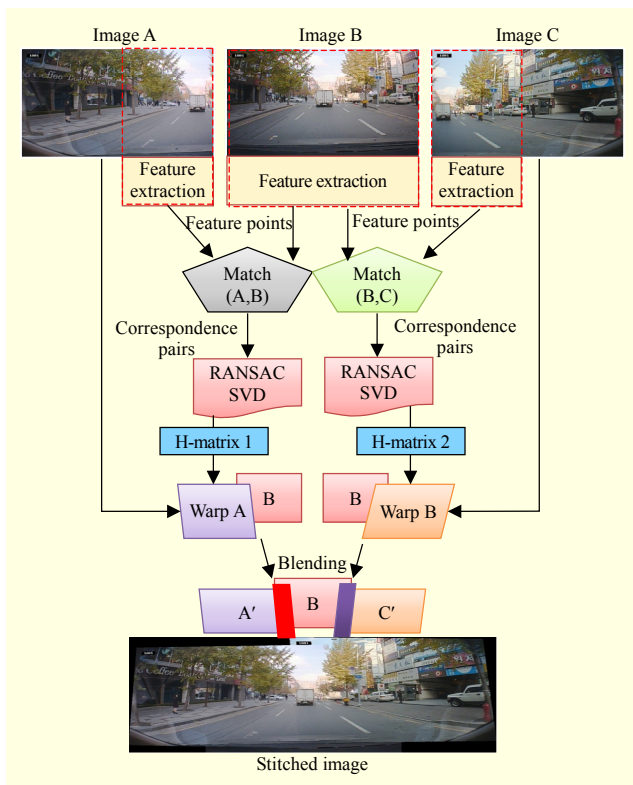 Image A
Image B
Image C
Feature
extraction
Feature extraction
Feature
extraction
Feature points
Feature points
Match
(A,B)
Match
(B,C)
Correspondence
pairs
Correspondence
pairs
RANSAC
SVD
RANSAC
SVD
H-matrix 1
H-matrix 2
Warp A
B
B
Warp B
Blending
A′
B
C′
Stitched image